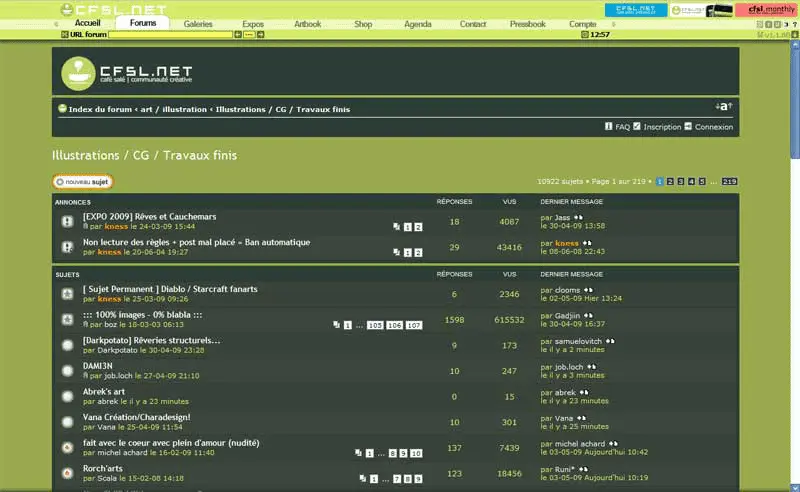 CFSL.NET
CFSL.NET
cfsl.monthly
Accueil Forums Galeries Expos Artbook Shop Agenda Contact Pressbook Compte
URL forum 12:57 v1.1.80
CFSL.NET
café salé | communauté créative
Index du forum ‹ art / illustration ‹ Illustrations / CG / Travaux finis
FAQ Inscription Connexion
Illustrations / CG / Travaux finis
nouveau sujet 10922 sujets • Page 1 sur 219 • 1 2 3 4 5 ... 219
ANNONCES RÉPONSES VUS DERNIER MESSAGE
[EXPO 2009] Rêves et Cauchemars 18 4087 par Jass
par kness le 24-03-09 15:44 1 2 le 30-04-09 13:58
Non lecture des règles + post mal placé = Ban automatique 29 43416 par kness
par kness le 20-06-04 19:27 1 2 le 08-06-08 22:43
SUJETS RÉPONSES VUS DERNIER MESSAGE
[ Sujet Permanent ] Diablo / Starcraft fanarts 6 2346 par clooms
par kness le 25-03-09 09:26 le 02-05-09 Hier 13:24
::: 100% images - 0% blabla ::: 1598 615532 par Gadjiin
par boz le 18-03-03 06:13 1 ... 105 106 107 le 30-04-09 16:37
[Darkpotato] Rêveries structurels... 9 173 par samuelovitch
par Darkpotato le 30-04-09 23:28 le il y a 2 minutes
DAMI3N 10 247 par job.loch
par job.loch le 27-04-09 21:10 le il y a 3 minutes
Abrek's art 0 15 par abrek
par abrek le il y a 23 minutes le il y a 23 minutes
Vana Création/Charadesign! 10 301 par Vana
par Vana le 25-04-09 11:54 le il y a 25 minutes
fait avec le coeur avec plein d'amour (nudité) 137 7439 par michel achard
par michel achard le 16-02-09 11:40 1 ... 8 9 10 le 03-05-09 Aujourd'hui 10:42
Rorch'arts 123 18456 par Runi*
par Scala le 15-02-08 14:18 1 ... 7 8 9 le 03-05-09 Aujourd'hui 10:19